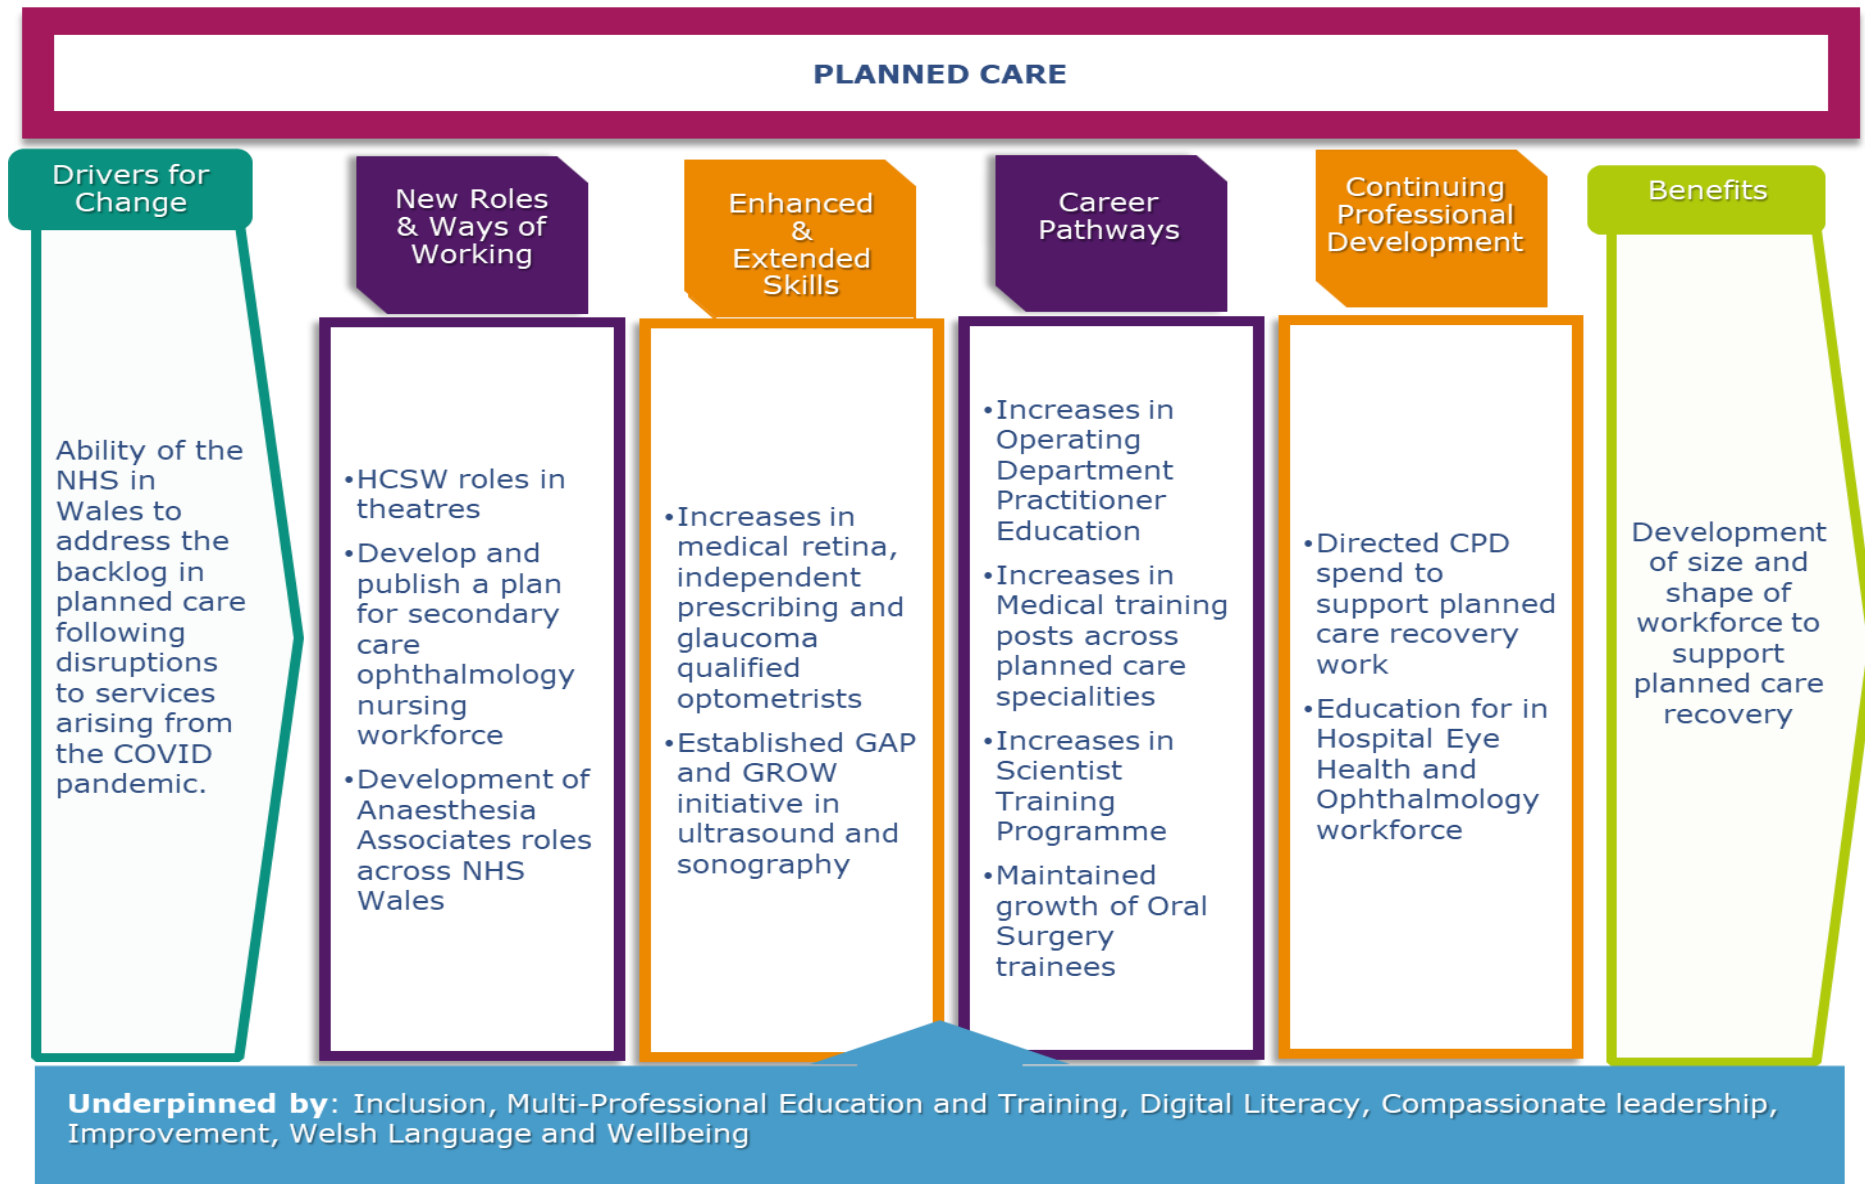 PLANNED CARE
Drivers for
Change
Ability of the
NHS in
Wales to
address the
backlog in
planned care
following
disruptions
to services
arising from
the COVID
pandemic.
New Roles
& Ways of
Working
•HCSW roles in
theatres
•Develop and
publish a plan
for secondary
care
ophthalmology
nursing
workforce
•Development of
Anaesthesia
Associates roles
across NHS
Wales
Enhanced
&
Extended
Skills
•Increases in
medical retina,
independent
prescribing and
glaucoma
qualified
optometrists
•Established GAP
and GROW
initiative in
ultrasound and
sonography
Career
Pathways
•Increases in
Operating
Department
Practitioner
Education
•Increases in
Medical training
posts across
planned care
specialities
•Increases in
Scientist
Training
Programme
•Maintained
growth of Oral
Surgery
trainees
Continuing
Professional
Development
•Directed CPD
spend to
support planned
care recovery
work
•Education for in
Hospital Eye
Health and
Ophthalmology
workforce
Benefits
Development
of size and
shape of
workforce to
support
planned care
recovery
Underpinned by: Inclusion, Multi-Professional Education and Training, Digital Literacy, Compassionate leadership,
Improvement, Welsh Language and Wellbeing